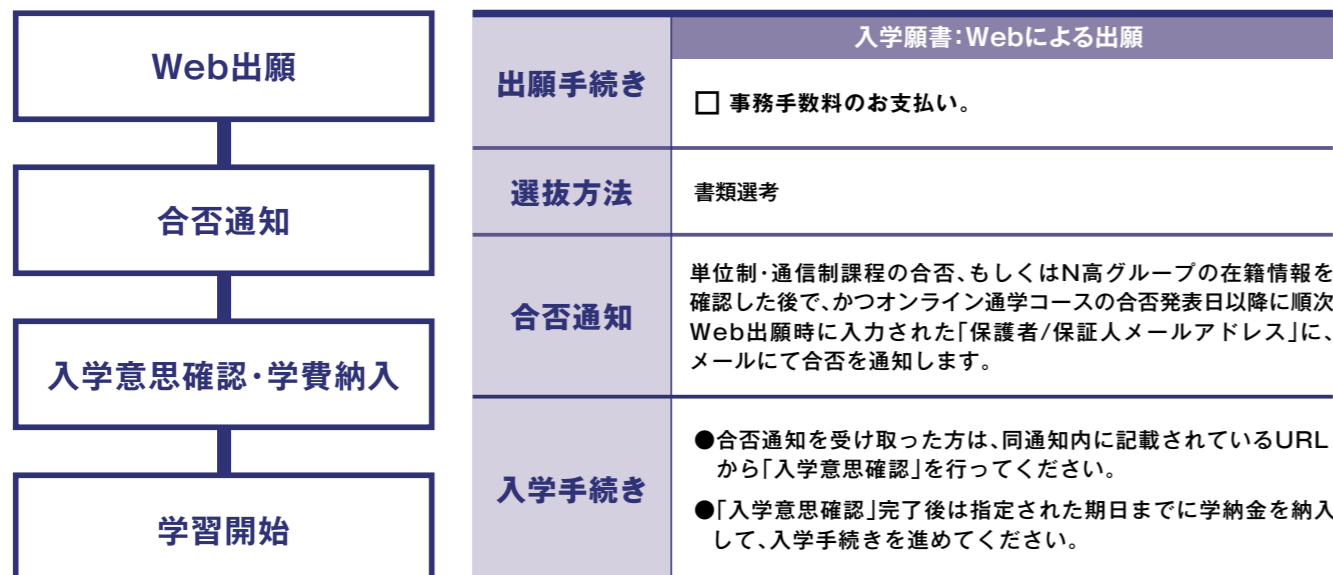 Web出願
合否通知
入学意思確認・学費納入
学習開始
出願手続き
入学願書：Webによる出願
□ 事務手数料のお支払い。
選抜方法
書類選考
合否通知
単位制・通信制課程の合否、もしくはN高グループの在籍情報を
確認した後で、かつオンライン通学コースの合否発表日以降に順次
Web出願時に入力された「保護者/保証人メールアドレス」に、
メールにて合否を通知します。
入学手続き
●合否通知を受け取った方は、同通知内に記載されているURL
から「入学意思確認」を行ってください。
●「入学意思確認」完了後は指定された期日までに学納金を納入
して、入学手続きを進めてください。